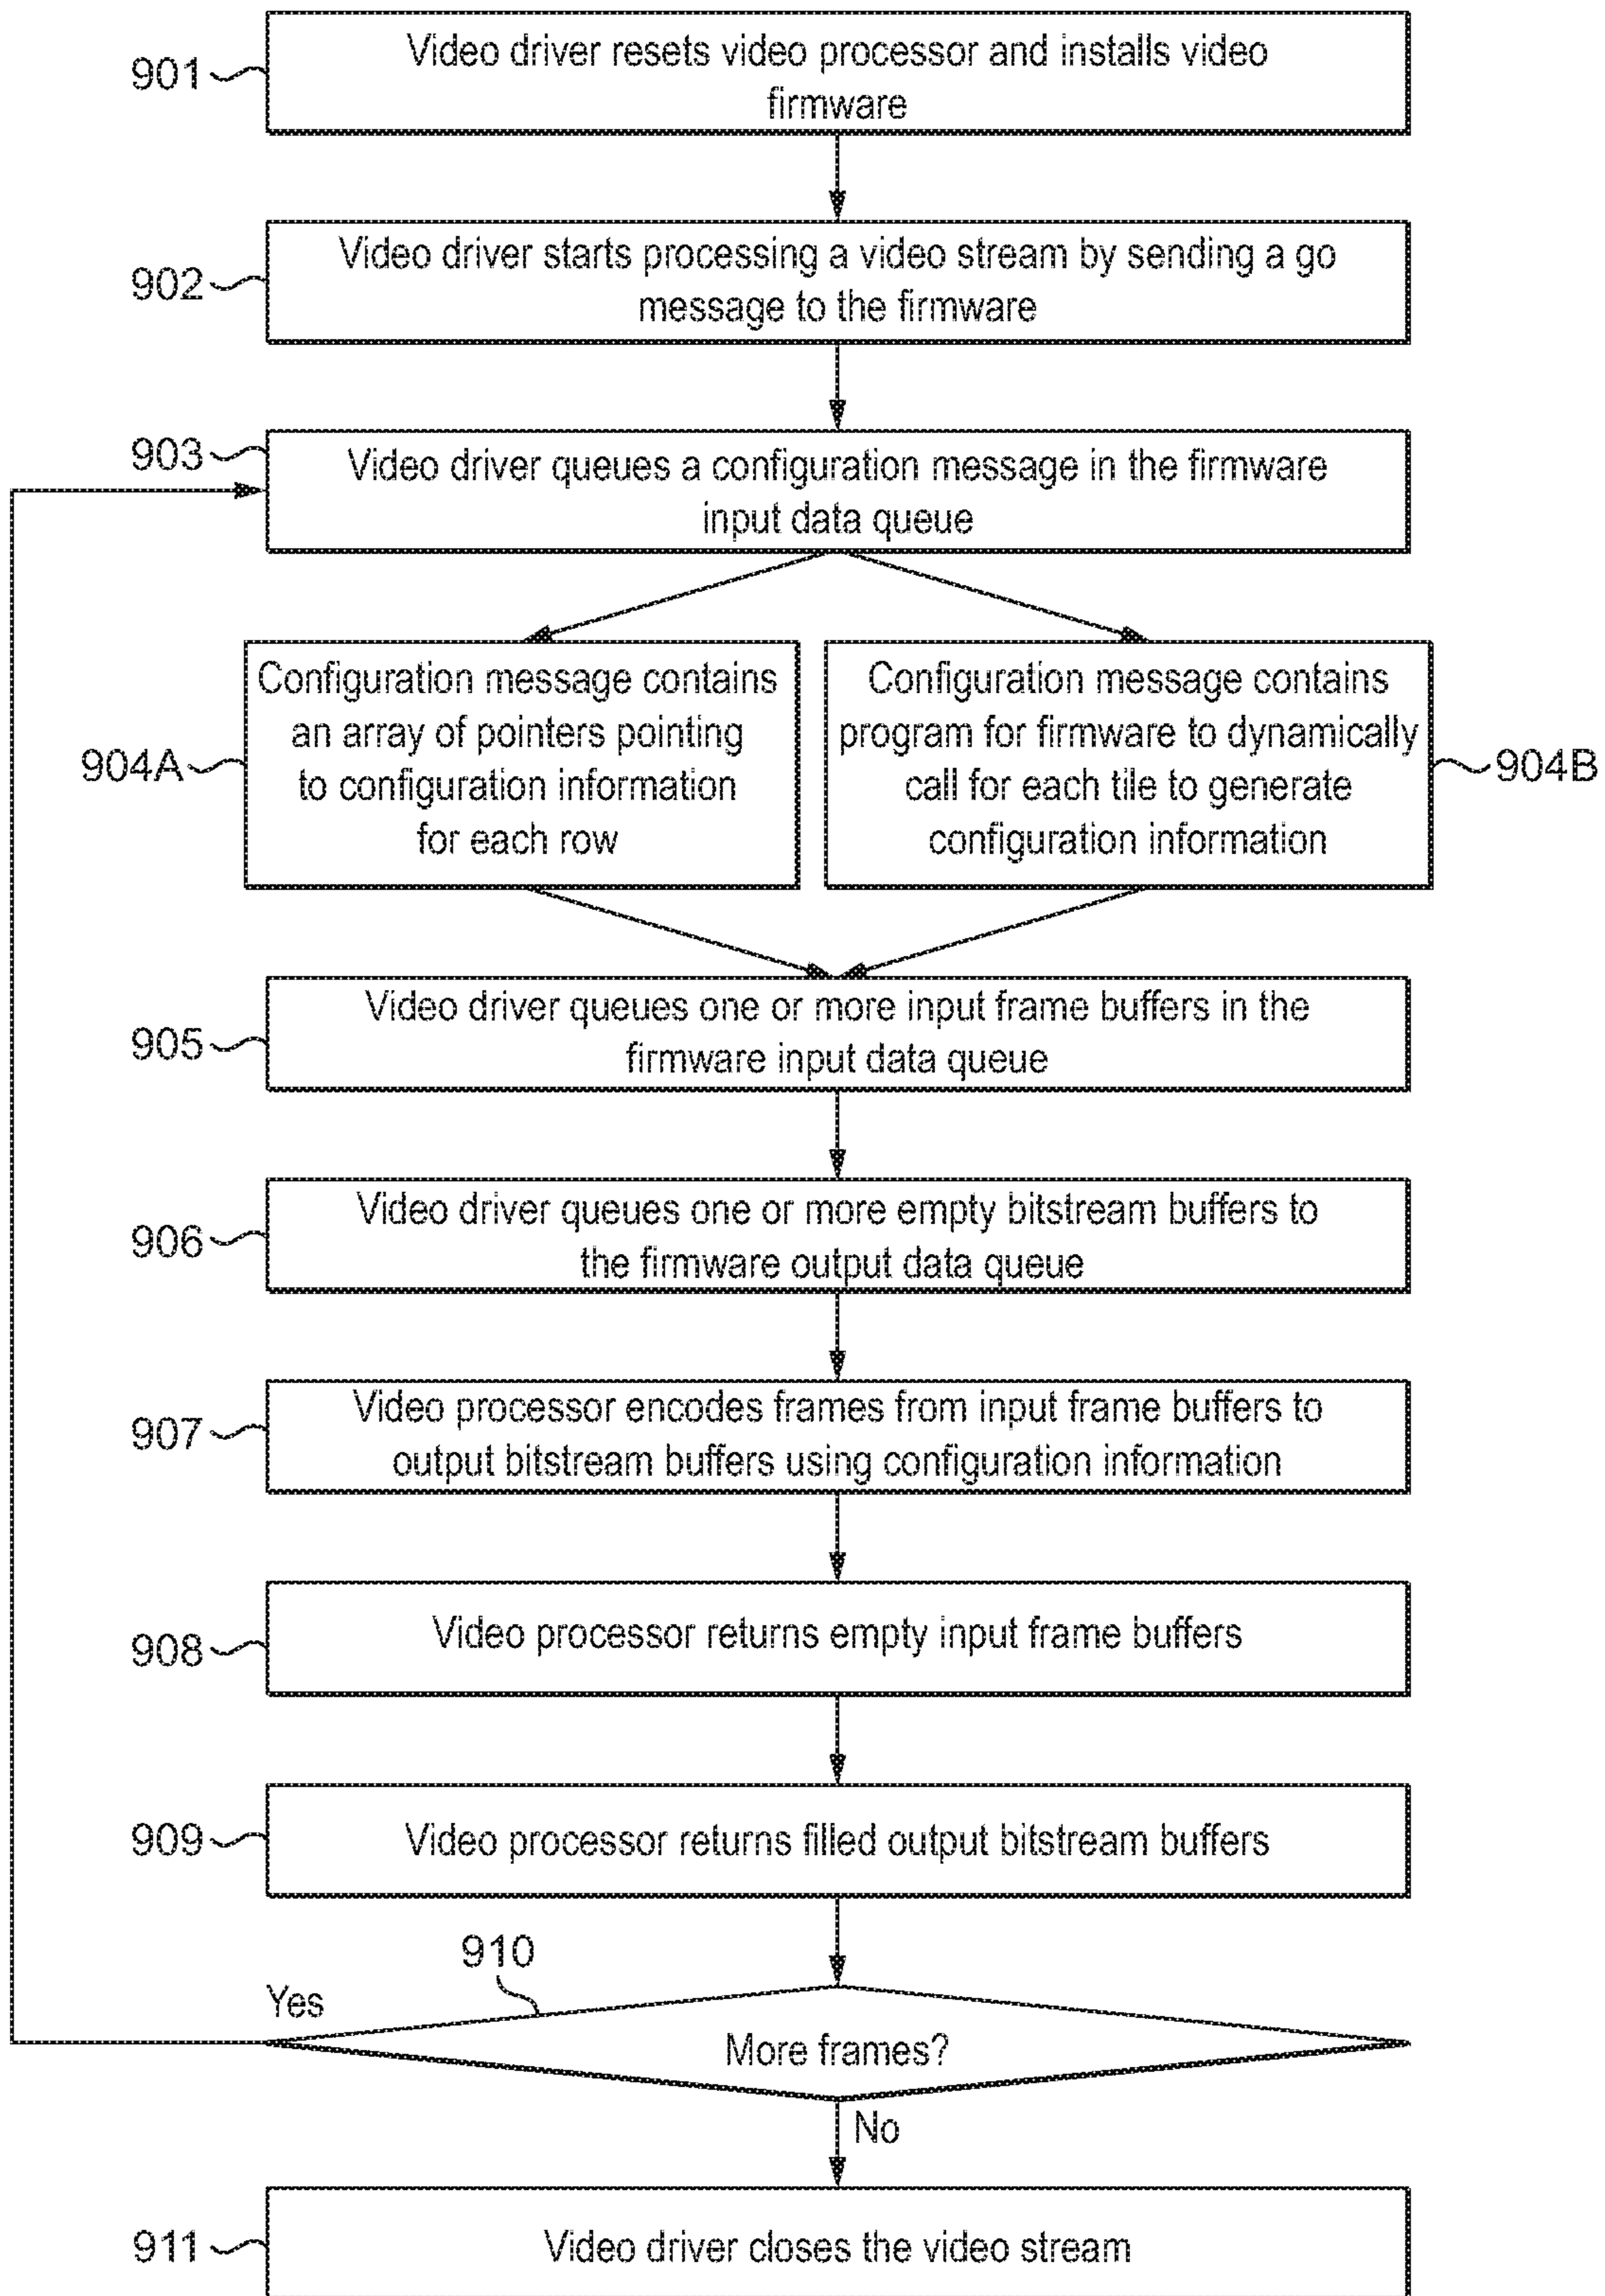 901
Video driver resets video processor and installs video
firmware
902
Video driver starts processing a video stream by sending a go
message to the firmware
903
Video driver queues a configuration message in the firmware
input data queue
904A
Configuration message contains
an array of pointers pointing
to configuration information
for each row
Configuration message contains
program for firmware to dynamically
call for each tile to generate
configuration information
904B
905
Video driver queues one or more input frame buffers in the
firmware input data queue
906
Video driver queues one or more empty bitstream buffers to
the firmware output data queue
907
Video processor encodes frames from input frame buffers to
output bitstream buffers using configuration information
908
Video processor returns empty input frame buffers
909
Video processor returns filled output bitstream buffers
910
Yes
More frames?
No
911
Video driver closes the video stream